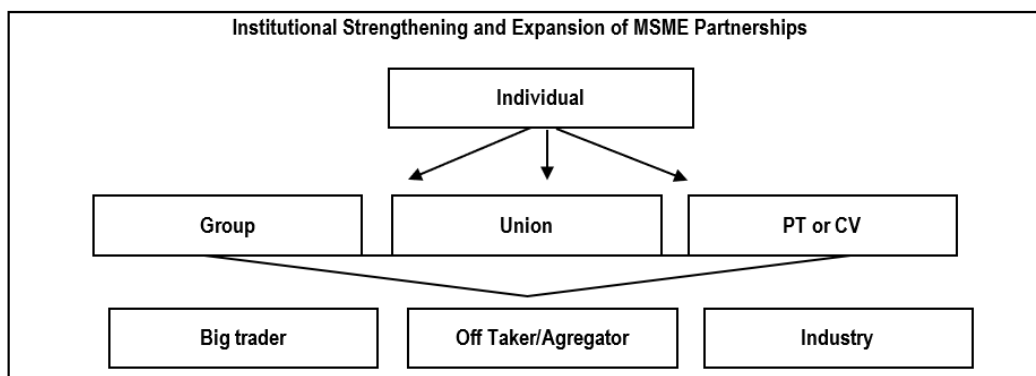 Institutional Strengthening and Expansion of MSME Partnerships
Individual
Group
Union
PT or CV
Big trader
Off Taker/Agregator
Industry